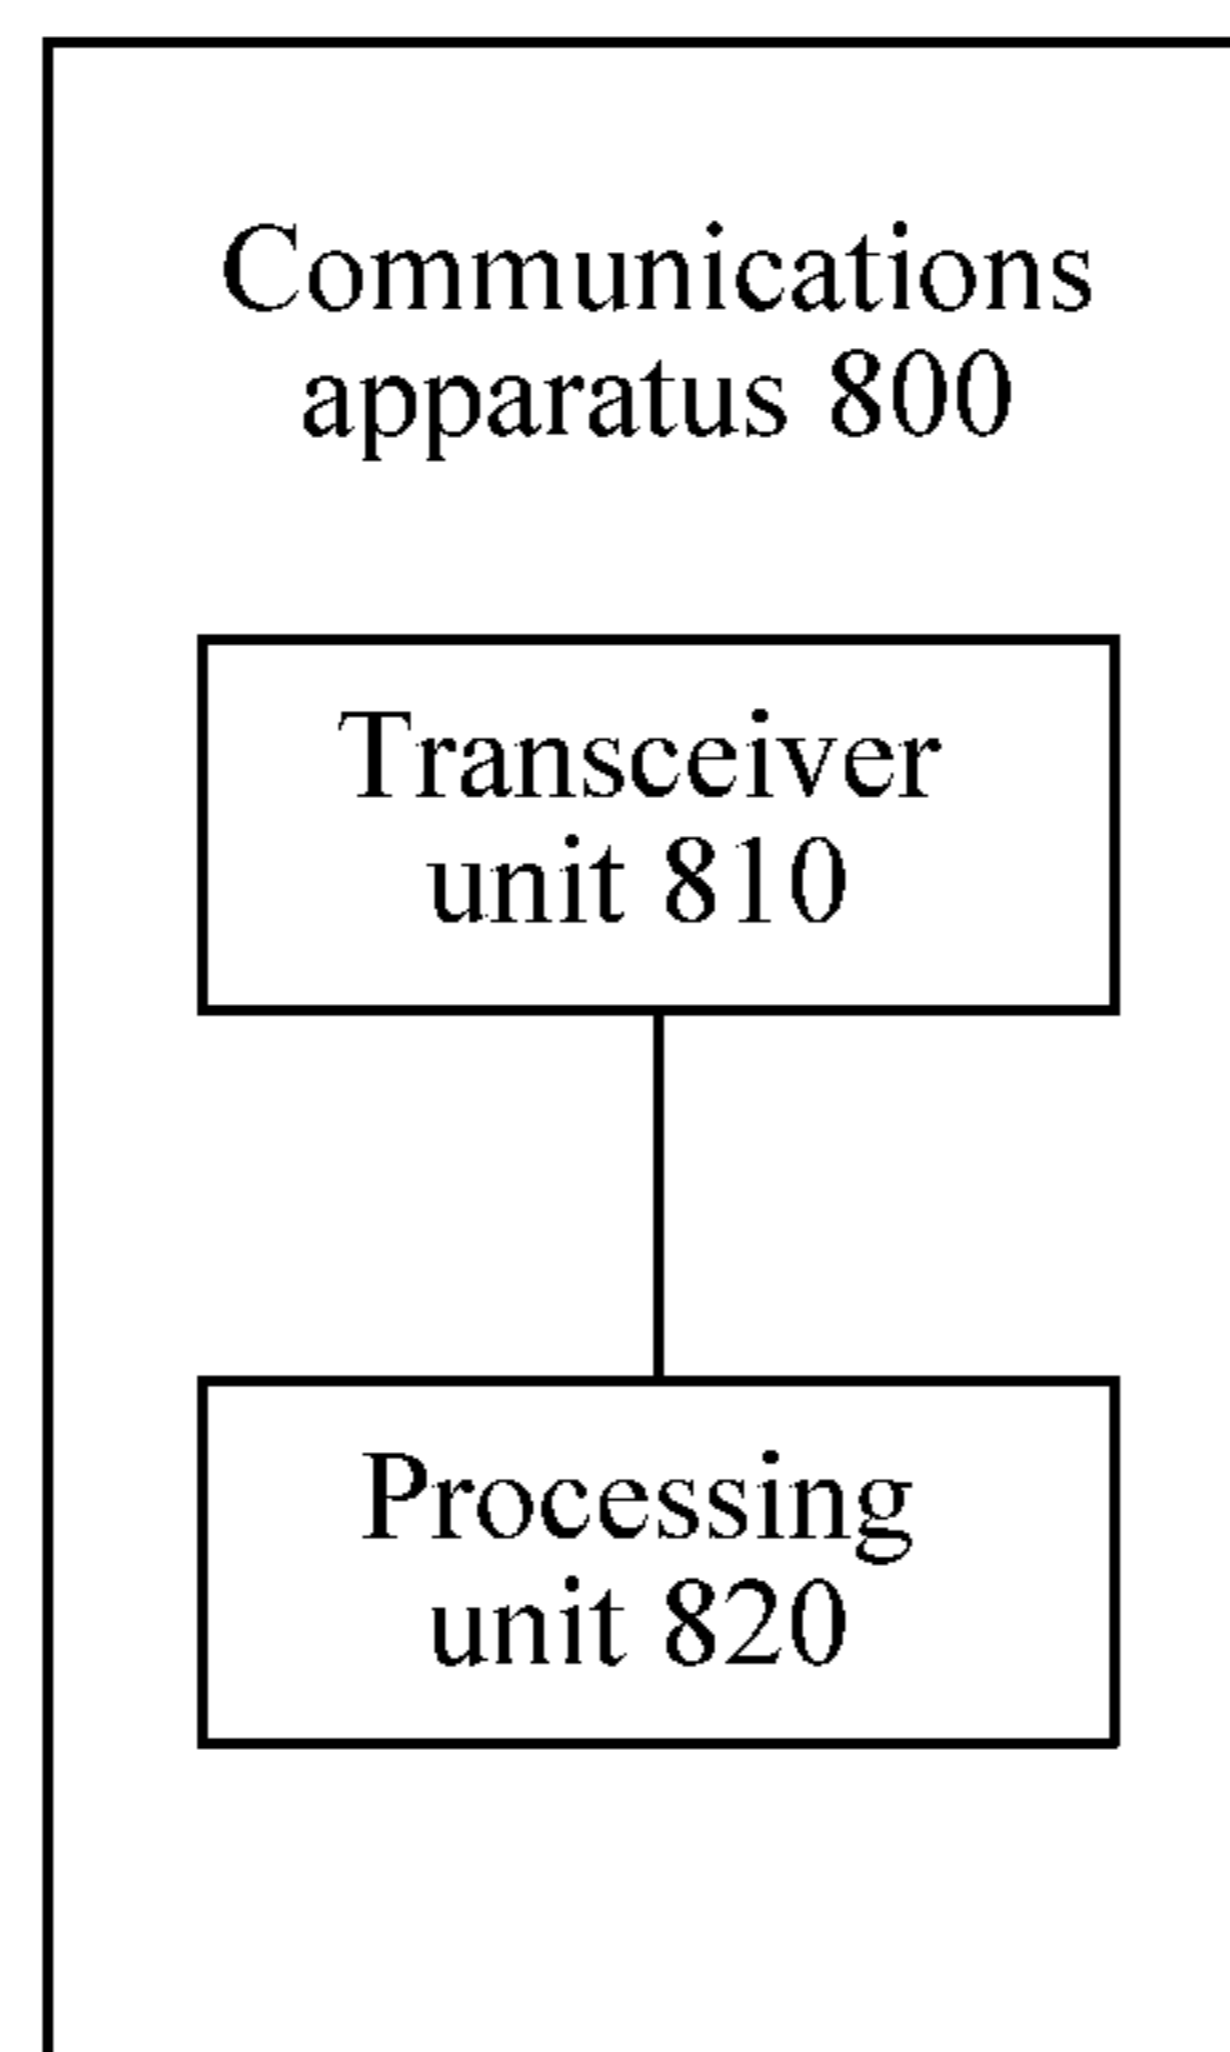 Communications
apparatus 800
Transceiver
unit 810
Processing
unit 820